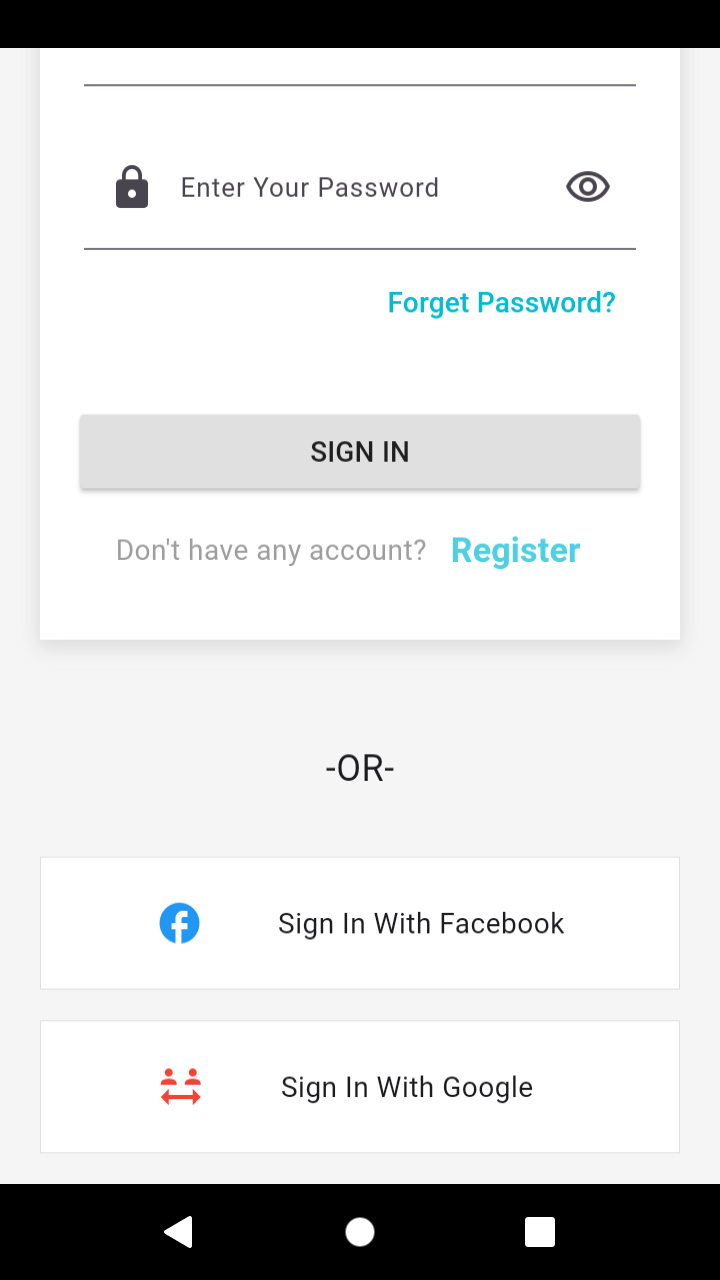 Enter Your Password
Forget Password?
SIGN IN
Don't have any account? Register
-OR-
Sign In With Facebook
Sign In With Google